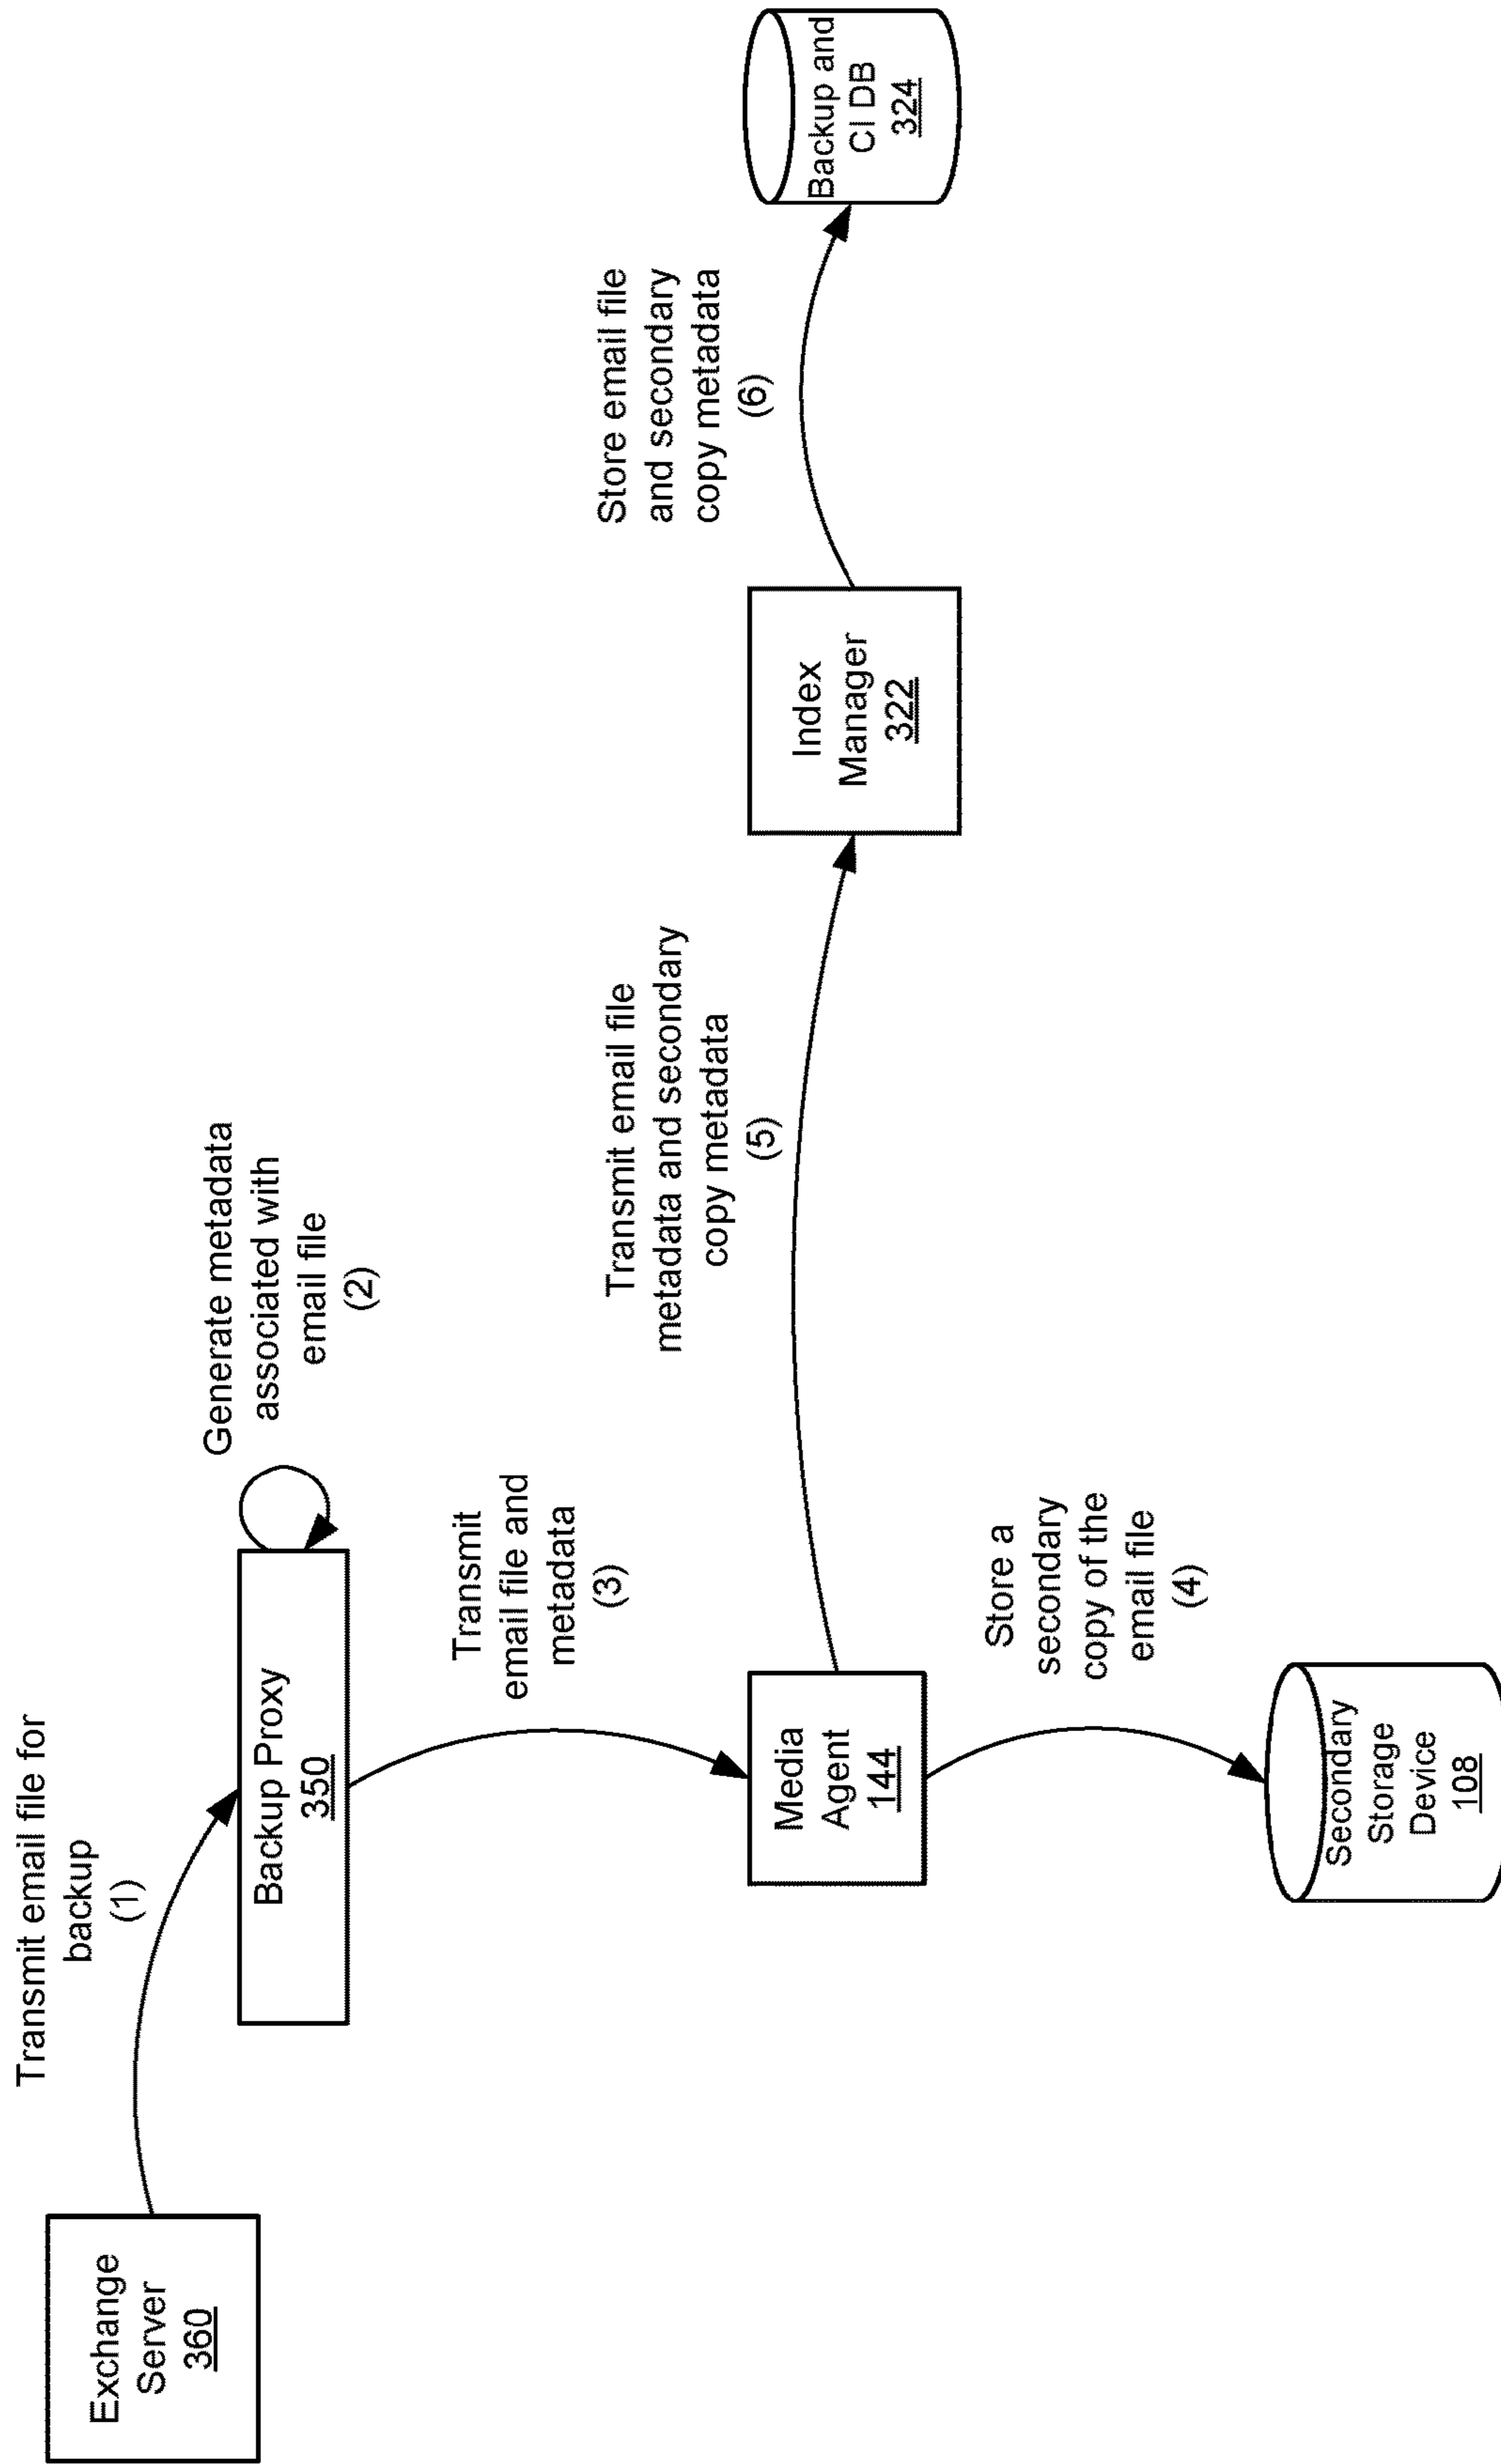 Transmit email file for
backup
(1)
Exchange
Server
360
Generate metadata
associated with
email file
(2)
Backup Proxy
350
Transmit
email file and
metadata
(3)
Transmit email file
metadata and secondary
copy metadata
(5)
Store email file
and secondary
copy metadata
(6)
Media
Agent
144
Index
Manager
322
Backup and
CI DB
324
Store a
secondary
copy of the
email file
(4)
Secondary
Storage
Device
108